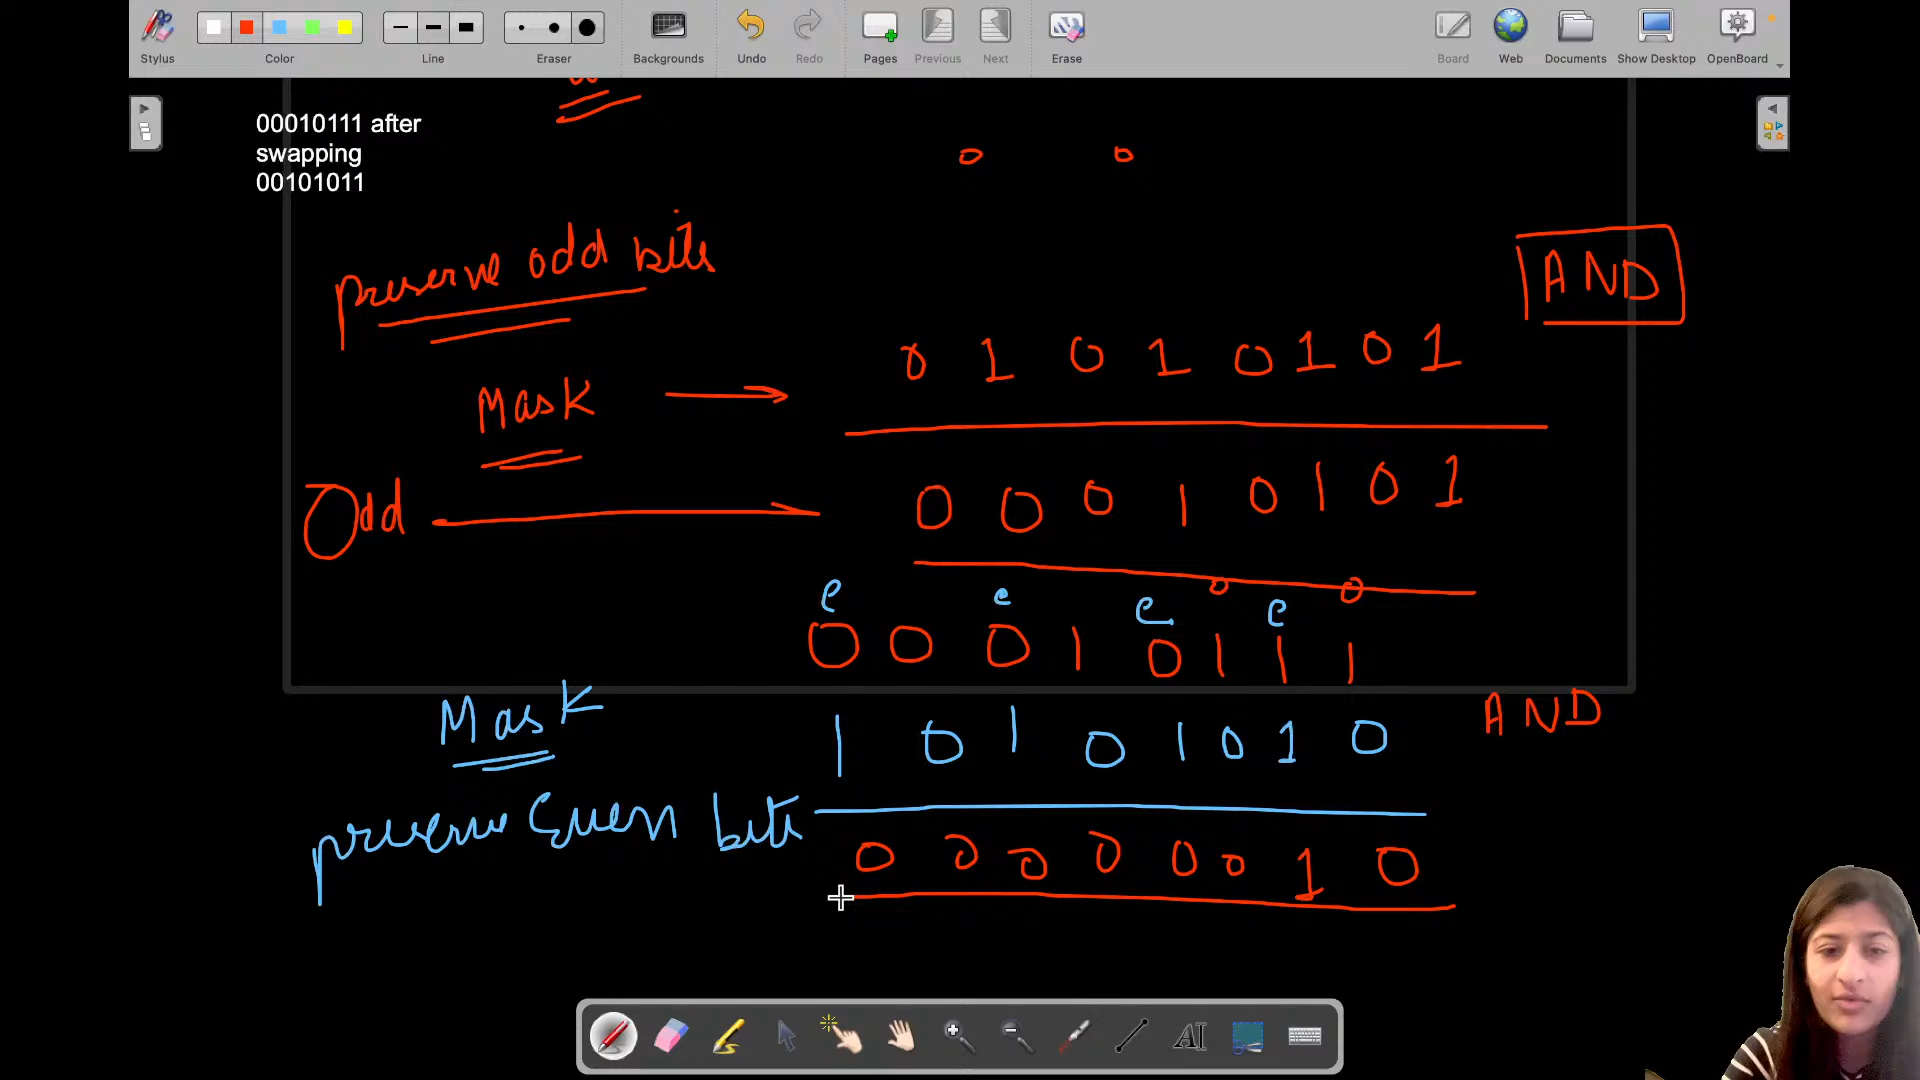 Stylus Color Line Eraser Backgrounds Undo Redo Pages Previous Next Erase Board Web Documents Show Desktop OpenBoard
00010111 after
swapping
00101011
o o
preserve odd bits
AND
Mask → 0 1 0 1 0 1 0 1
Odd → 0 0 0 1 0 1 0 1
e e e o e o
0 0 0 1 0 1 1 1
Mask 1 0 1 0 1 0 1 0 AND
preserve Even bits 0 0 0 0 0 0 1 0
AI